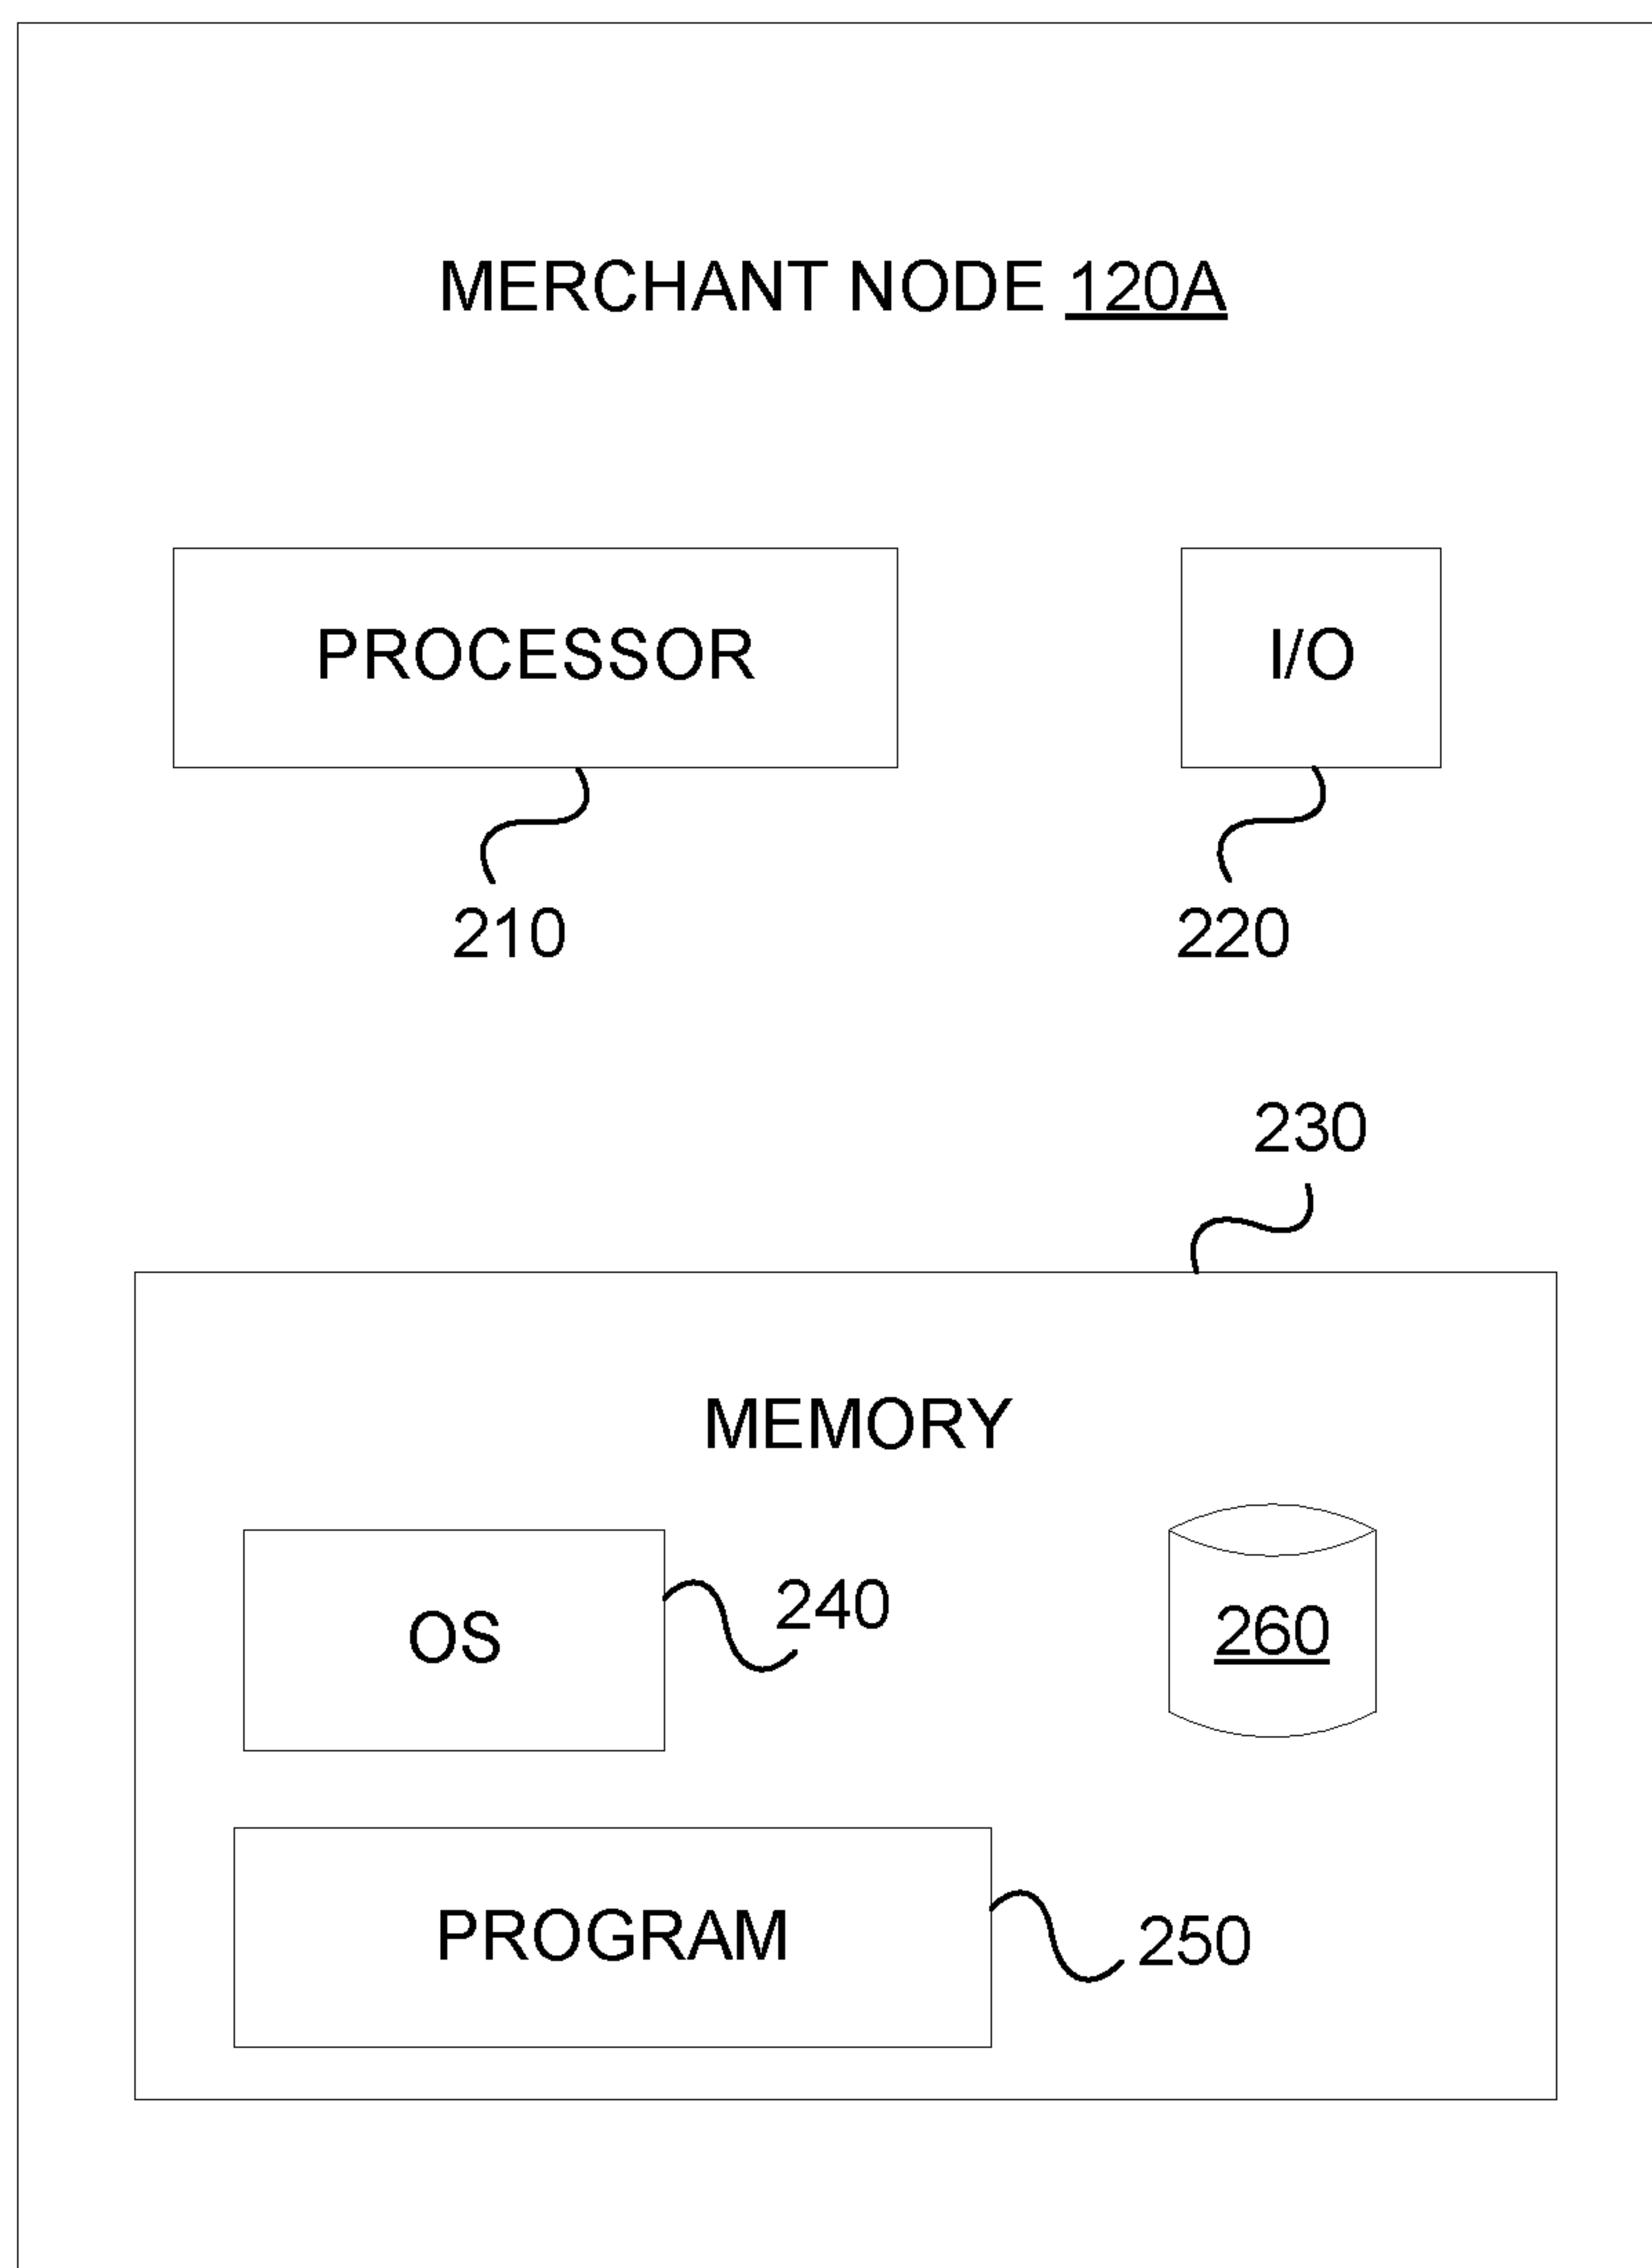 MERCHANT NODE 120A
PROCESSOR
I/O
210
220
230
MEMORY
OS
240
260
PROGRAM
250